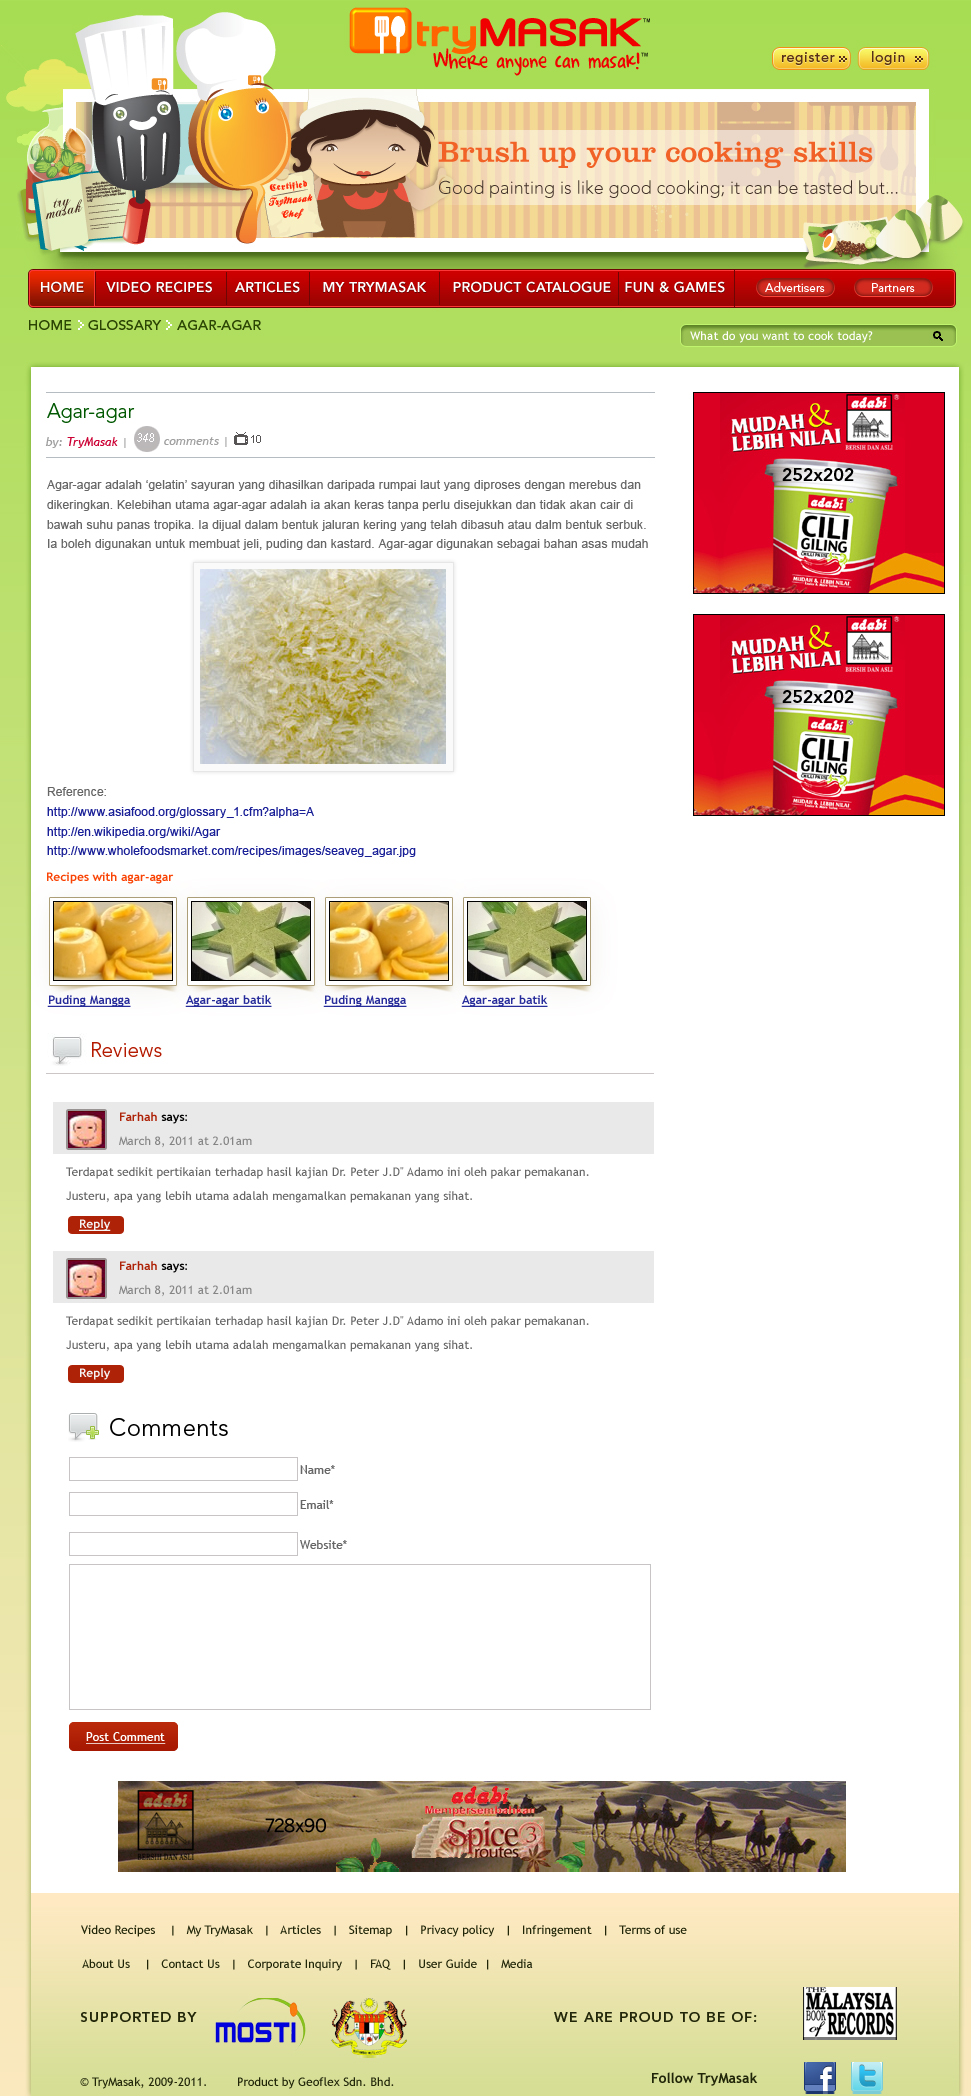 tryMASAK™
Where anyone can masak!™
register »
login »
Brush up your cooking skills
Good painting is like good cooking; it can be tasted but...
try masak
Certified
TryMasak
Chef
HOME VIDEO RECIPES ARTICLES MY TRYMASAK PRODUCT CATALOGUE FUN & GAMES Advertisers Partners
HOME > GLOSSARY > AGAR-AGAR
What do you want to cook today?
Agar-agar
by: TryMasak | 348 comments | 10
Agar-agar adalah ‘gelatin’ sayuran yang dihasilkan daripada rumpai laut yang diproses dengan merebus dan
dikeringkan. Kelebihan utama agar-agar adalah ia akan keras tanpa perlu disejukkan dan tidak akan cair di
bawah suhu panas tropika. Ia dijual dalam bentuk jaluran kering yang telah dibasuh atau dalm bentuk serbuk.
Ia boleh digunakan untuk membuat jeli, puding dan kastard. Agar-agar digunakan sebagai bahan asas mudah
Reference:
http://www.asiafood.org/glossary_1.cfm?alpha=A
http://en.wikipedia.org/wiki/Agar
http://www.wholefoodsmarket.com/recipes/images/seaveg_agar.jpg
Recipes with agar-agar
Puding Mangga Agar-agar batik Puding Mangga Agar-agar batik
MUDAH &
LEBIH NILAI
adabi®
BERSIH DAN ASLI
252x202
adabi
CILI
GILING
CHILLI PASTE
MUDAH & LEBIH NILAI
MUDAH &
LEBIH NILAI
adabi®
BERSIH DAN ASLI
252x202
adabi
CILI
GILING
CHILLI PASTE
MUDAH & LEBIH NILAI
Reviews
Farhah says:
March 8, 2011 at 2.01am
Terdapat sedikit pertikaian terhadap hasil kajian Dr. Peter J.D" Adamo ini oleh pakar pemakanan.
Justeru, apa yang lebih utama adalah mengamalkan pemakanan yang sihat.
Reply
Farhah says:
March 8, 2011 at 2.01am
Terdapat sedikit pertikaian terhadap hasil kajian Dr. Peter J.D" Adamo ini oleh pakar pemakanan.
Justeru, apa yang lebih utama adalah mengamalkan pemakanan yang sihat.
Reply
Comments
Name*
Email*
Website*
Post Comment
adabi
BERSIH DAN ASLI
728x90
adabi
Mempersembahkan
Spice 3
routes
Video Recipes | My TryMasak | Articles | Sitemap | Privacy policy | Infringement | Terms of use
About Us | Contact Us | Corporate Inquiry | FAQ | User Guide | Media
SUPPORTED BY
MOSTI
WE ARE PROUD TO BE OF:
THE
MALAYSIA
BOOK of RECORDS
© TryMasak, 2009-2011. Product by Geoflex Sdn. Bhd.
Follow TryMasak
f
t